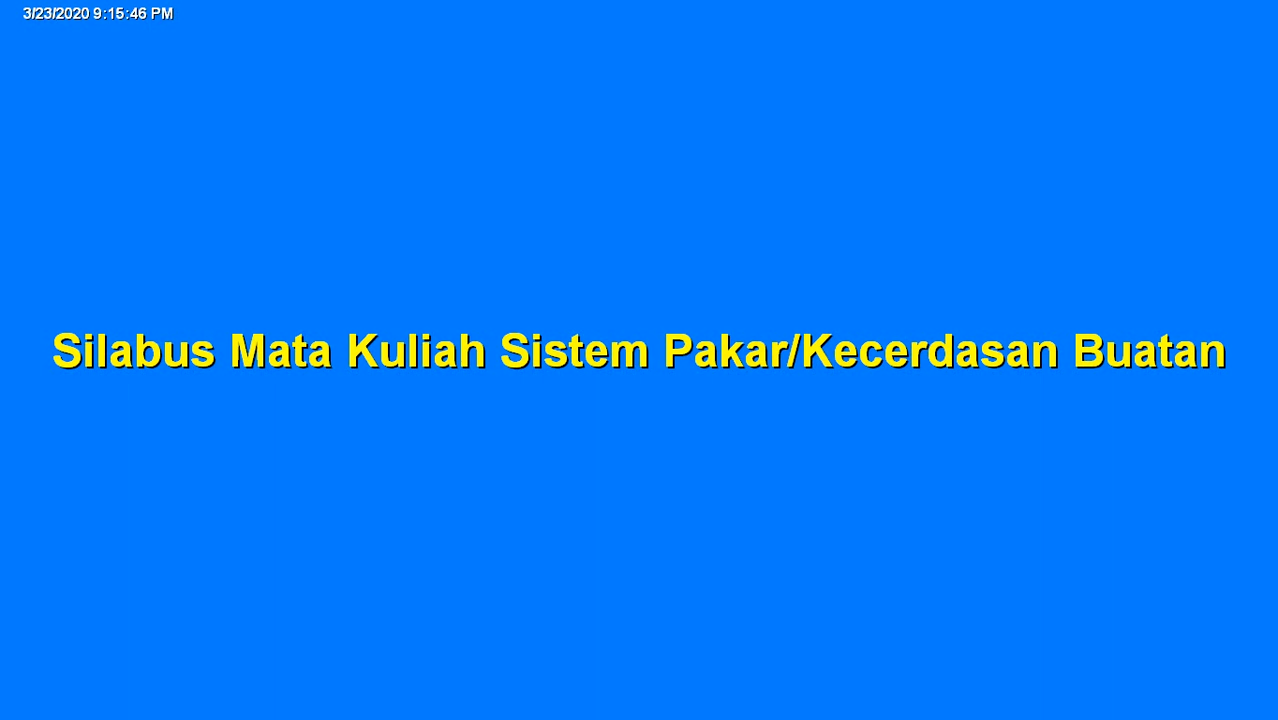 3/23/2020 9:15:46 PM
Silabus Mata Kuliah Sistem Pakar/Kecerdasan Buatan